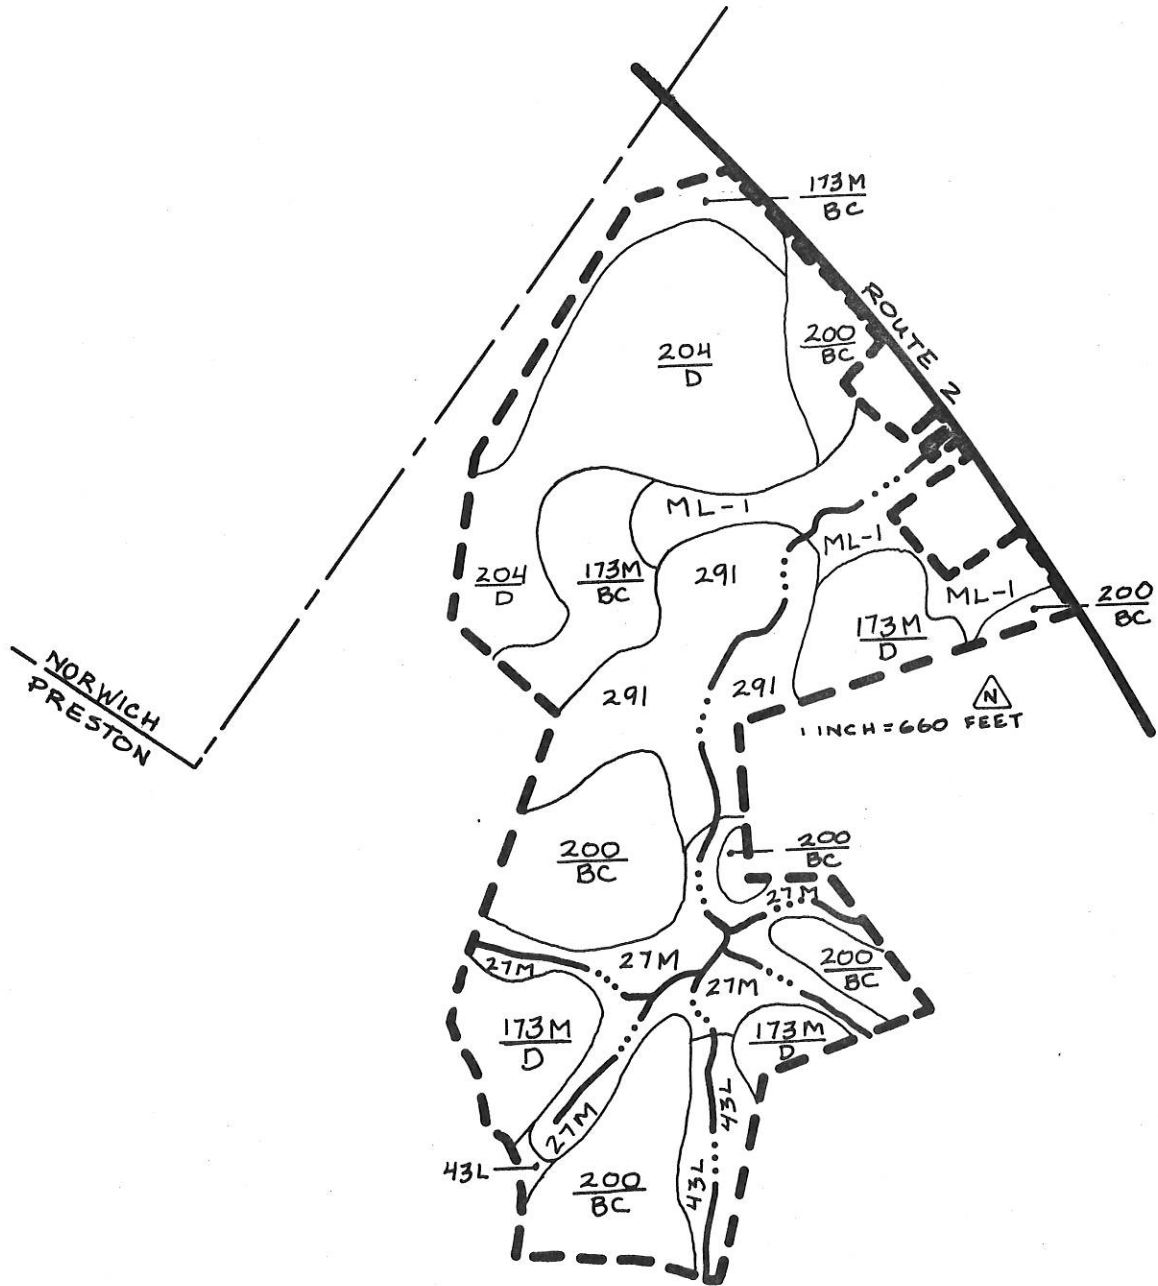 173M
BC
ROUTE 2
200
BC
204
D
ML-1
ML-1
204
D
173M
BC
291
ML-1
200
BC
173M
D
NORWICH
PRESTON
291
291
N
1 INCH = 660 FEET
200
BC
200
BC
27M
27M
27M
200
BC
27M
173M
D
173M
D
27M
43L
43L
43L
200
BC